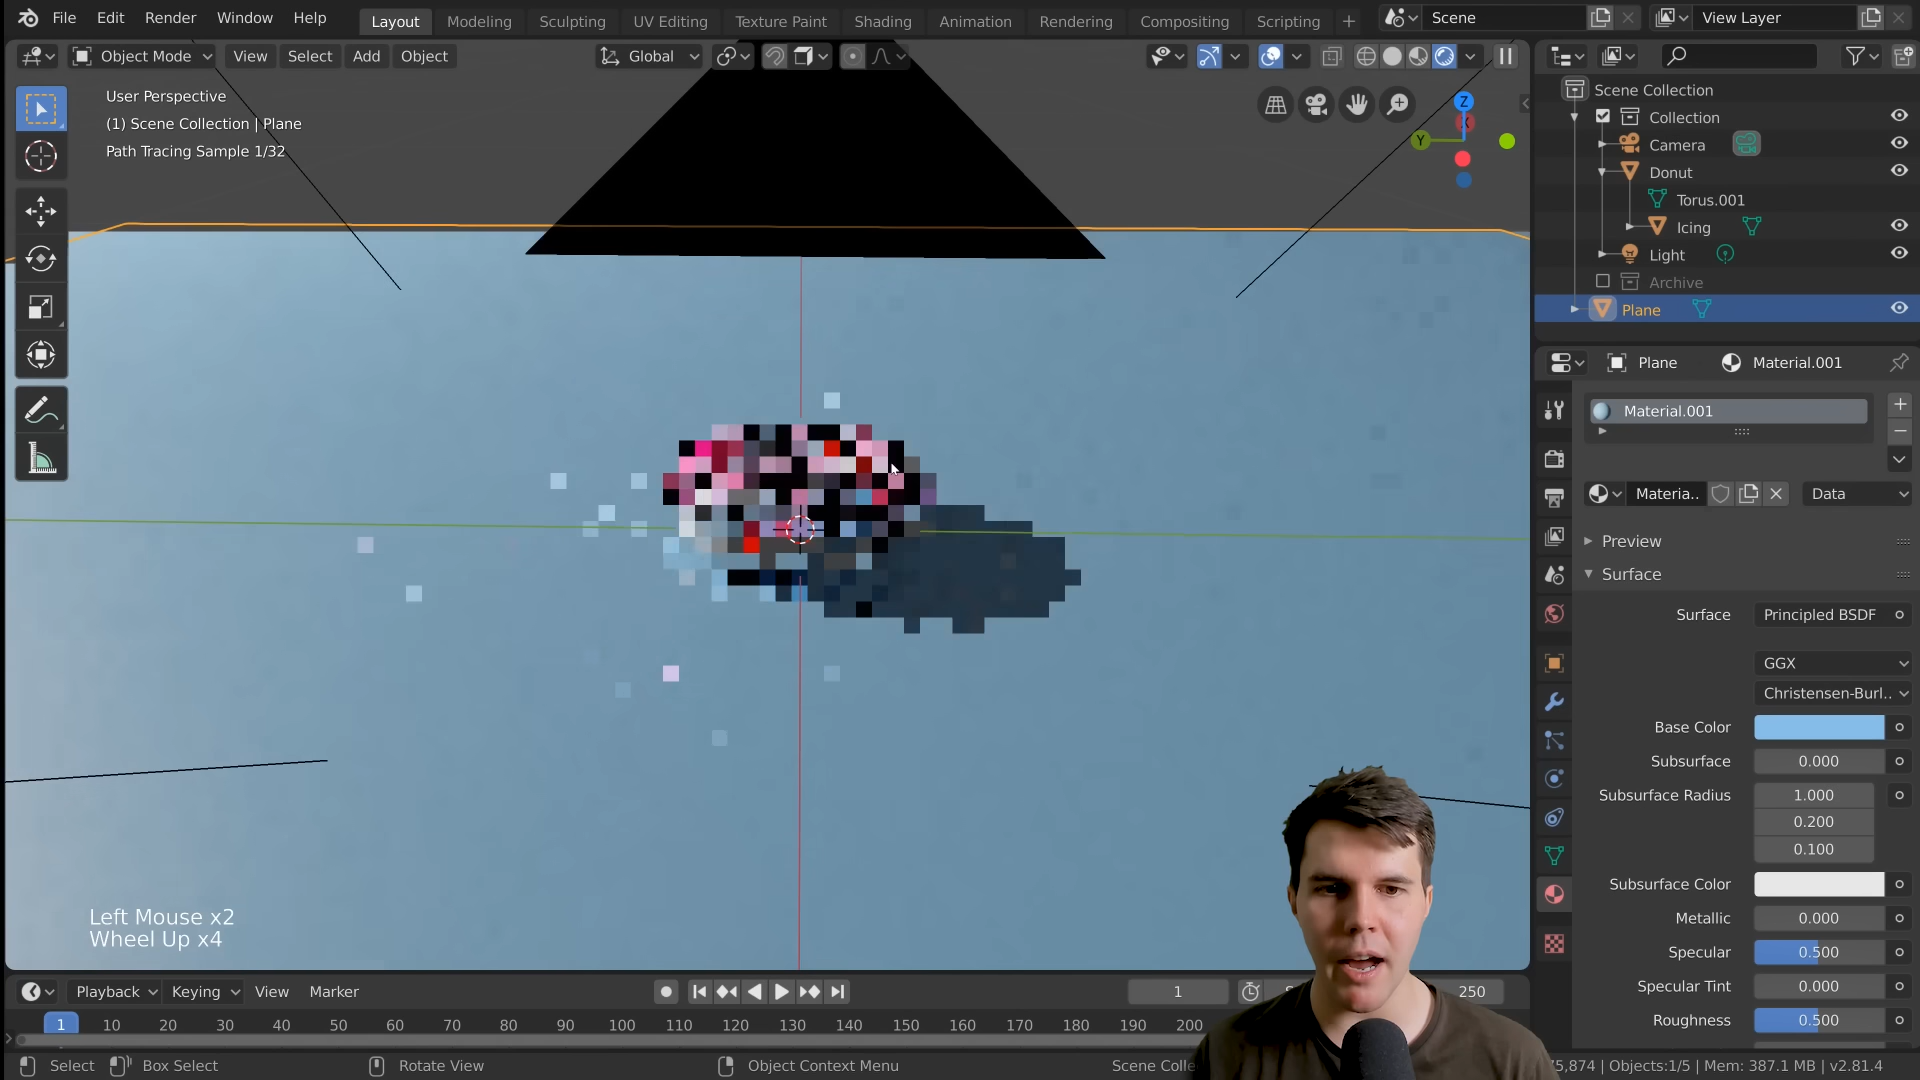 File Edit Render Window Help
Layout Modeling Sculpting UV Editing Texture Paint Shading Animation Rendering Compositing Scripting +
Scene
View Layer
Object Mode View Select Add Object
Global
User Perspective
(1) Scene Collection | Plane
Path Tracing Sample 1/32
Z
X
Y
Scene Collection
Collection
Camera
Donut
Torus.001
Icing
Light
Archive
Plane
Plane Material.001
Material.001
Materia.. Data
Preview
Surface
Surface Principled BSDF
GGX
Christensen-Burl..
Base Color
Subsurface 0.000
Subsurface Radius 1.000
0.200
0.100
Subsurface Color
Metallic 0.000
Specular 0.500
Specular Tint 0.000
Roughness 0.500
Left Mouse x2
Wheel Up x4
Playback Keying View Marker
1
250
1 10 20 30 40 50 60 70 80 90 100 110 120 130 140 150 160 170 180 190 200
Select Box Select Rotate View Object Context Menu
Scene Colle
5,874 | Objects:1/5 | Mem: 387.1 MB | v2.81.4